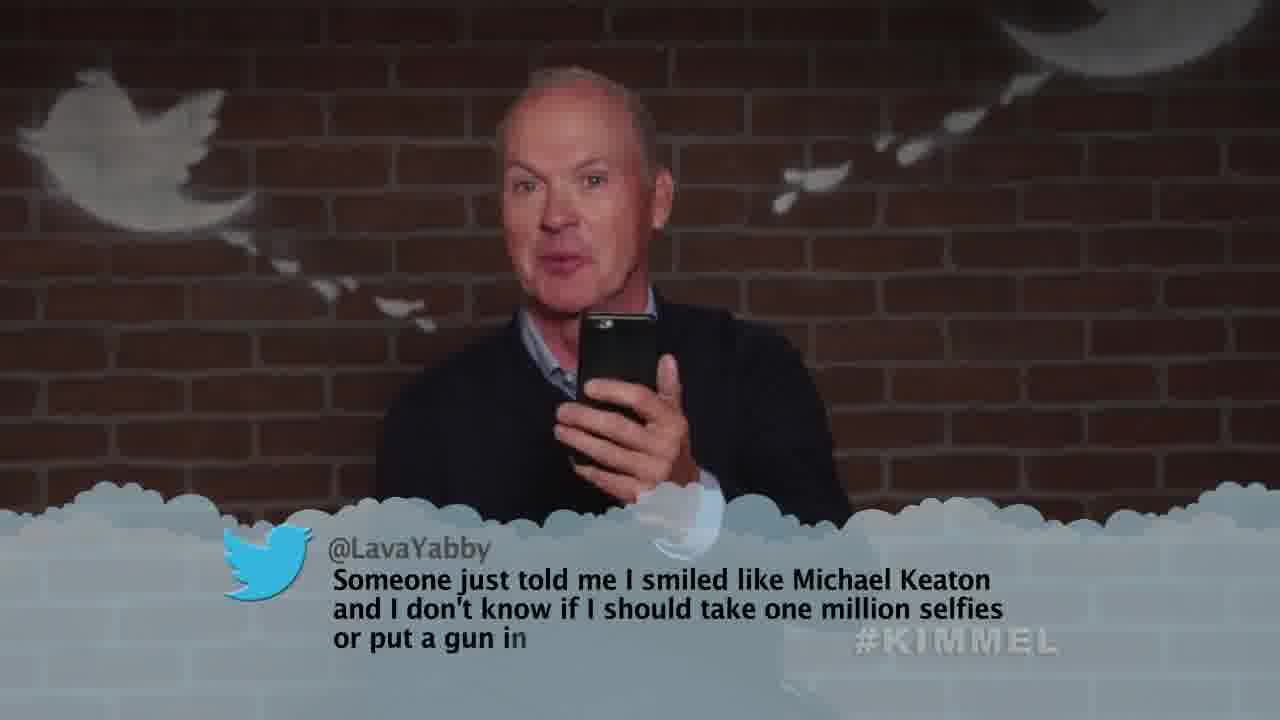 @LavaYabby
Someone just told me I smiled like Michael Keaton
and I don't know if I should take one million selfies
or put a gun in
#KIMMEL